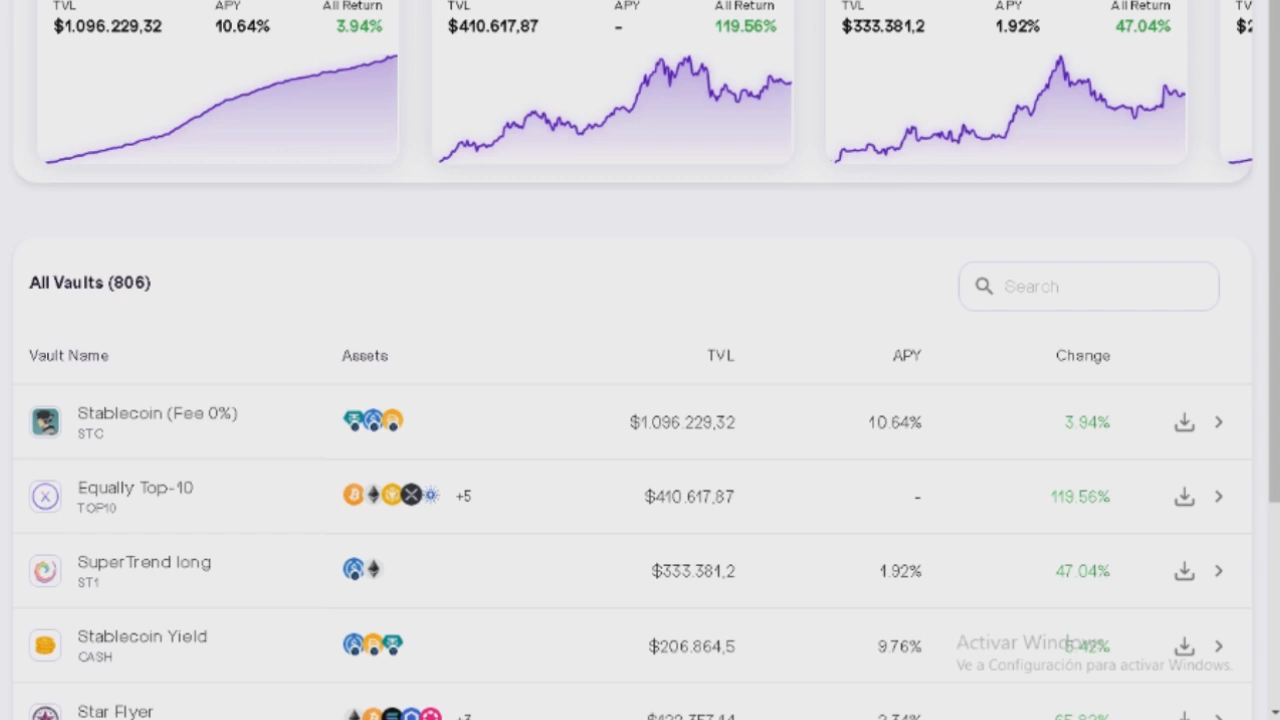 TVL APY All Return TVL APY All Return TVL APY All Return TV
$1.096.229,32 10.64% 3.94% $410.617,87 - 119.56% $333.381,2 1.92% 47.04%
All Vaults (806)
Search
Vault Name Assets TVL APY Change
Stablecoin (Fee 0%) $1.096.229,32 10.64% 3.94%
STC
Equally Top-10 +5 $410.617,87 - 119.56%
TOP10
SuperTrend long $333.381,2 1.92% 47.04%
ST1
Stablecoin Yield $206.864,5 9.76%
CASH
Activar Windows
Ve a Configuración para activar Windows.
Star Flyer